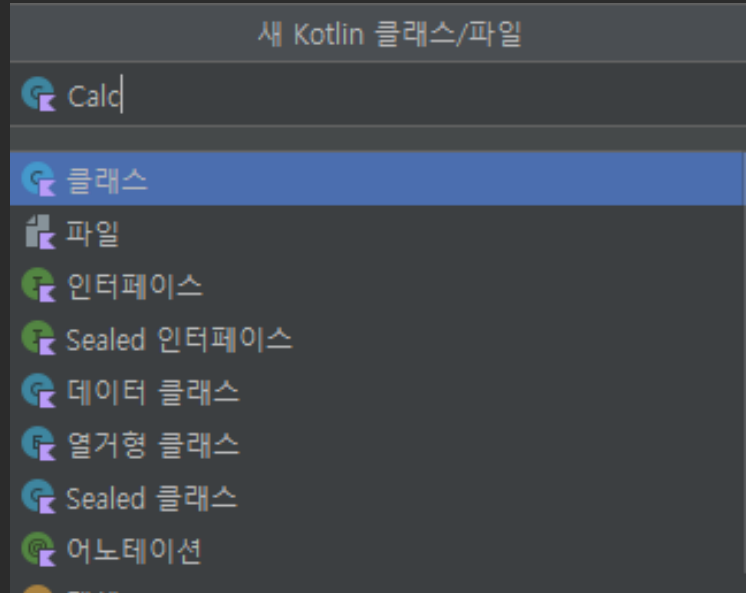 새 Kotlin 클래스/파일
Calc
클래스
파일
인터페이스
Sealed 인터페이스
데이터 클래스
열거형 클래스
Sealed 클래스
어노테이션